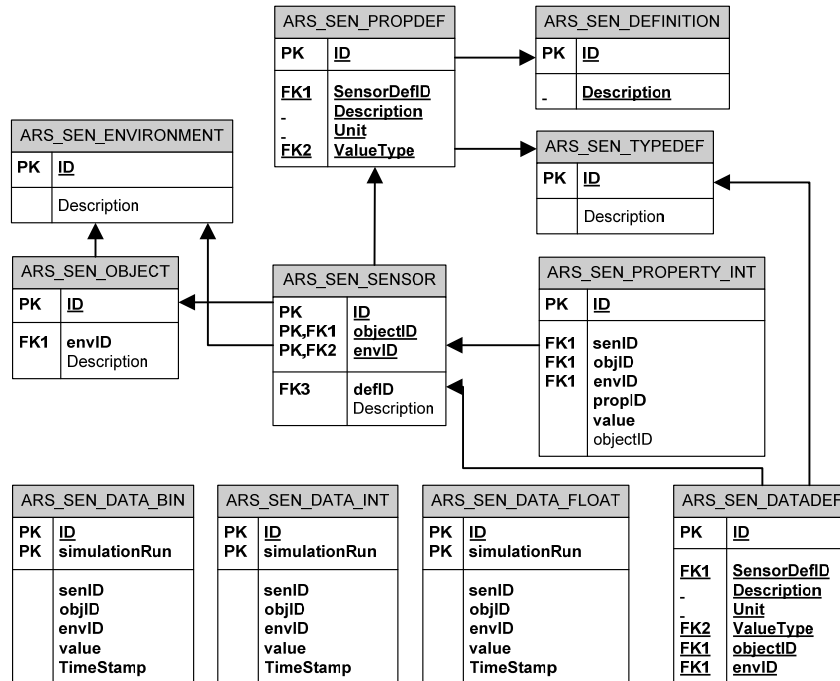 ARS_SEN_PROPDEF
PK ID
FK1 SensorDefID
_ Description
_ Unit
FK2 ValueType
ARS_SEN_DEFINITION
PK ID
_ Description
ARS_SEN_ENVIRONMENT
PK ID
Description
ARS_SEN_TYPEDEF
PK ID
Description
ARS_SEN_OBJECT
PK ID
FK1 envID
Description
ARS_SEN_SENSOR
PK ID
PK,FK1 objectID
PK,FK2 envID
FK3 defID
Description
ARS_SEN_PROPERTY_INT
PK ID
FK1 senID
FK1 objID
FK1 envID
propID
value
objectID
ARS_SEN_DATA_BIN
PK ID
PK simulationRun
senID
objID
envID
value
TimeStamp
ARS_SEN_DATA_INT
PK ID
PK simulationRun
senID
objID
envID
value
TimeStamp
ARS_SEN_DATA_FLOAT
PK ID
PK simulationRun
senID
objID
envID
value
TimeStamp
ARS_SEN_DATADEF
PK ID
FK1 SensorDefID
_ Description
_ Unit
FK2 ValueType
FK1 objectID
FK1 envID